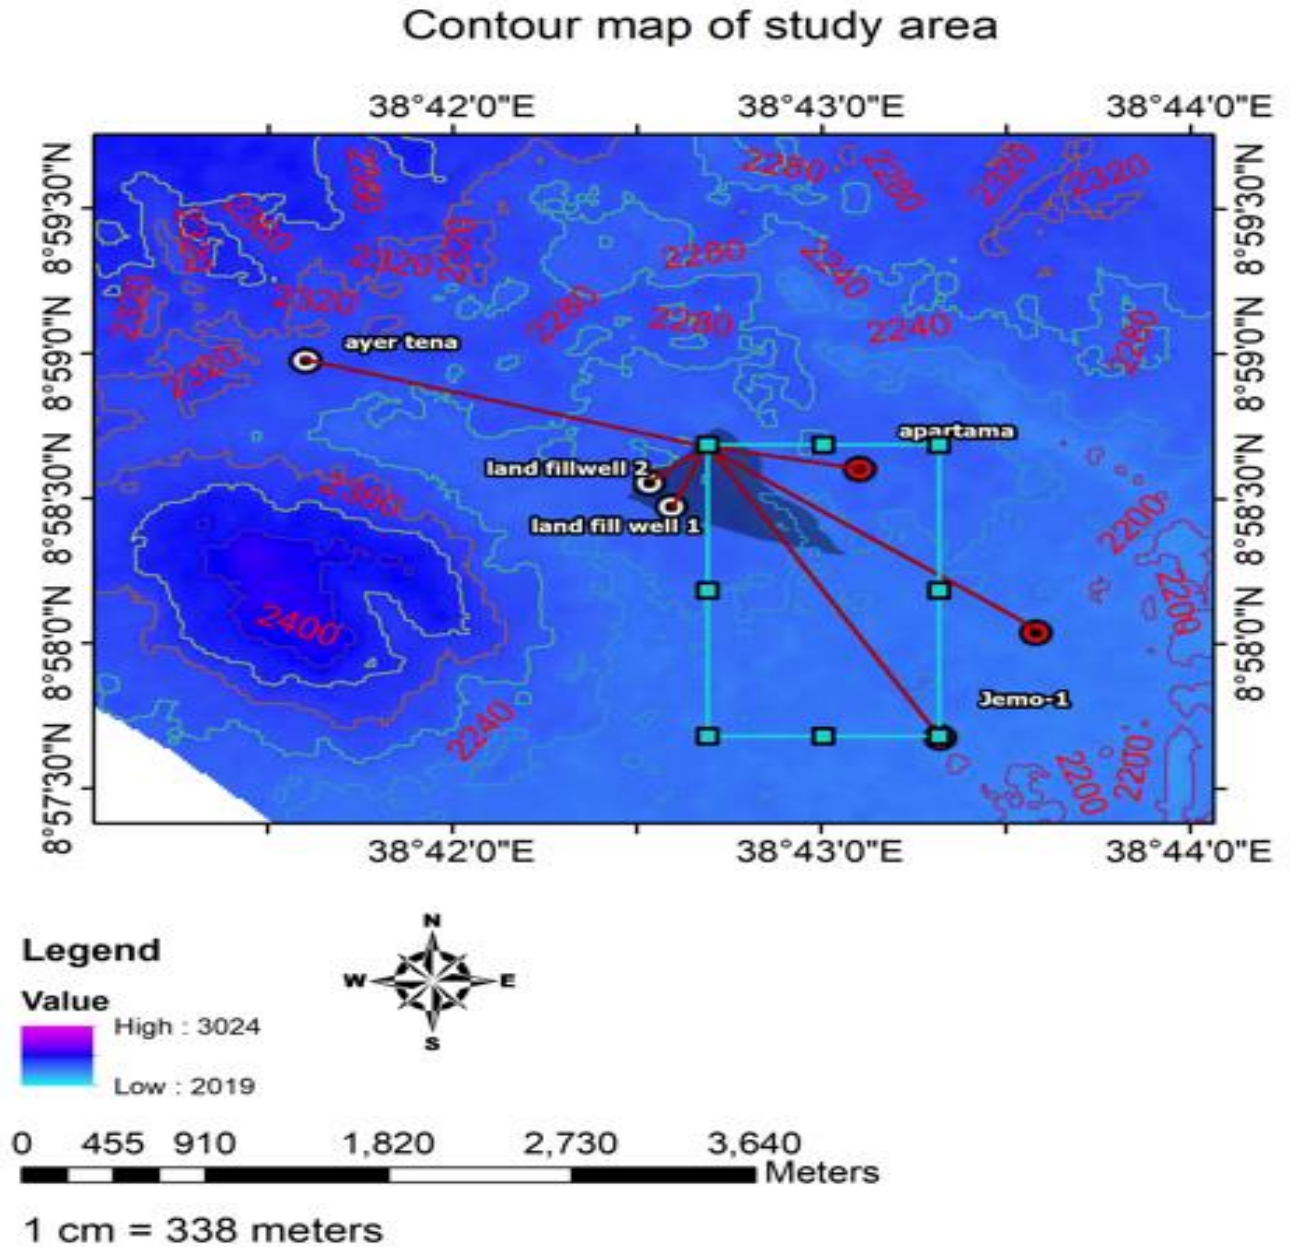 Contour map of study area
38°42'0"E 38°43'0"E 38°44'0"E
8°59'30"N 8°59'0"N 8°58'30"N 8°58'0"N 8°57'30"N
2280 2280 2320 2320
2320 2320
2280 2240
2320 2280 2280 2240 2280
2320
ayer tena
apartama
land fillwell 2
land fill well 1
2200
2200
2400
Jemo-1
2240
2200 2200
8°59'30"N 8°59'0"N 8°58'30"N 8°58'0"N
38°42'0"E 38°43'0"E 38°44'0"E
Legend
Value
High : 3024
Low : 2019
N
W E
S
0 455 910 1,820 2,730 3,640
Meters
1 cm = 338 meters